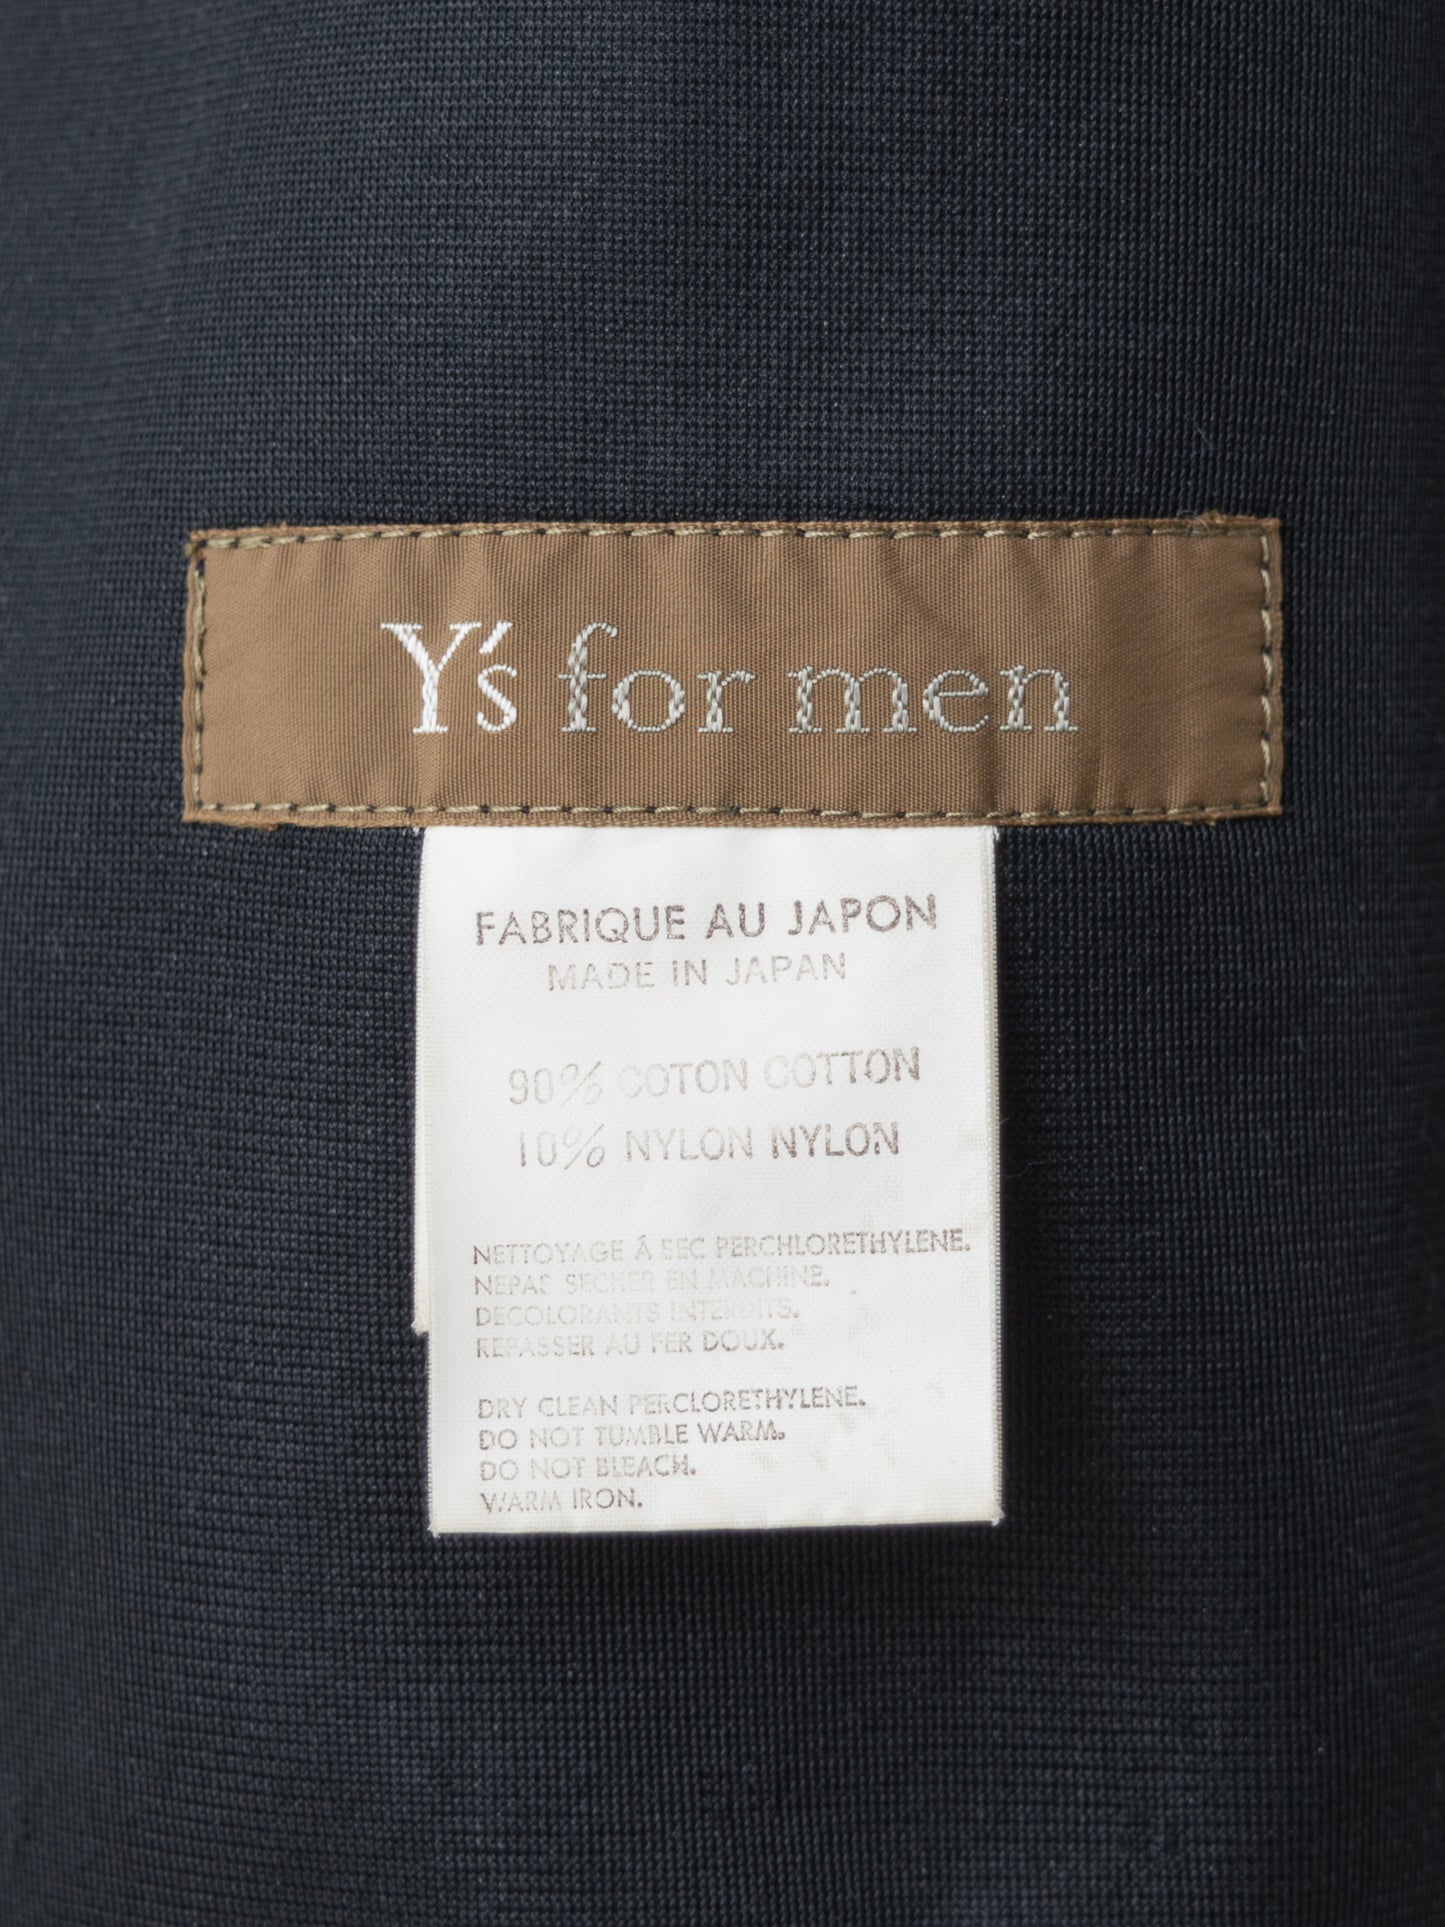 Y's for men
FABRIQUE AU JAPON
MADE IN JAPAN
90% COTON COTTON
10% NYLON NYLON
NETTOYAGE Á SEC PERCHLORETHYLENE.
NEPAS SECHER EN MACHINE.
DECOLORANTS INTERDITS.
REPASSER AU FER DOUX.
DRY CLEAN PERCLORETHYLENE.
DO NOT TUMBLE WARM.
DO NOT BLEACH.
WARM IRON.